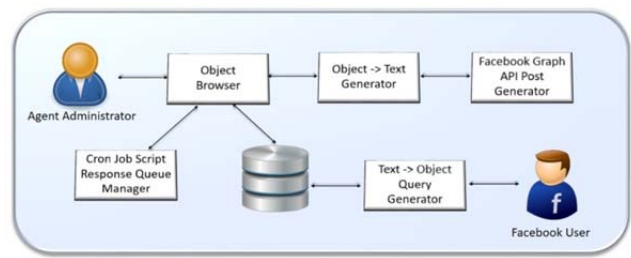 Object
Browser
Object -> Text
Generator
Facebook Graph
API Post
Generator
Agent Administrator
Cron Job Script
Response Queue
Manager
Text -> Object
Query
Generator
f
Facebook User